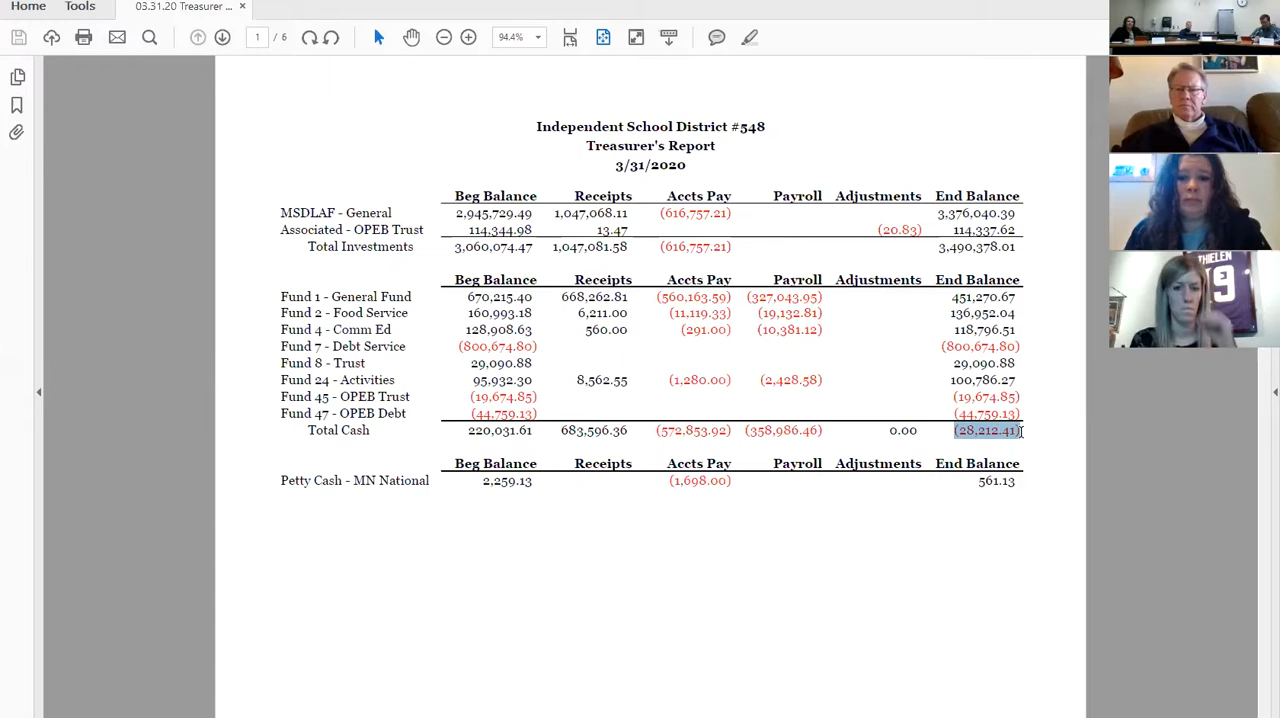 Home Tools 03.31.20 Treasurer ... ×
1 / 6 94.4%
Independent School District #548
Treasurer's Report
3/31/2020
Beg Balance Receipts Accts Pay Payroll Adjustments End Balance
MSDLAF - General 2,945,729.49 1,047,068.11 (616,757.21) 3,376,040.39
Associated - OPEB Trust 114,344.98 13.47 (20.83) 114,337.62
Total Investments 3,060,074.47 1,047,081.58 (616,757.21) 3,490,378.01
Beg Balance Receipts Accts Pay Payroll Adjustments End Balance
Fund 1 - General Fund 670,215.40 668,262.81 (560,163.59) (327,043.95) 451,270.67
Fund 2 - Food Service 160,993.18 6,211.00 (11,119.33) (19,132.81) 136,952.04
Fund 4 - Comm Ed 128,908.63 560.00 (291.00) (10,381.12) 118,796.51
Fund 7 - Debt Service (800,674.80) (800,674.80)
Fund 8 - Trust 29,090.88 29,090.88
Fund 24 - Activities 95,932.30 8,562.55 (1,280.00) (2,428.58) 100,786.27
Fund 45 - OPEB Trust (19,674.85) (19,674.85)
Fund 47 - OPEB Debt (44,759.13) (44,759.13)
Total Cash 220,031.61 683,596.36 (572,853.92) (358,986.46) 0.00 (28,212.41)
Beg Balance Receipts Accts Pay Payroll Adjustments End Balance
Petty Cash - MN National 2,259.13 (1,698.00) 561.13
THIELEN
19